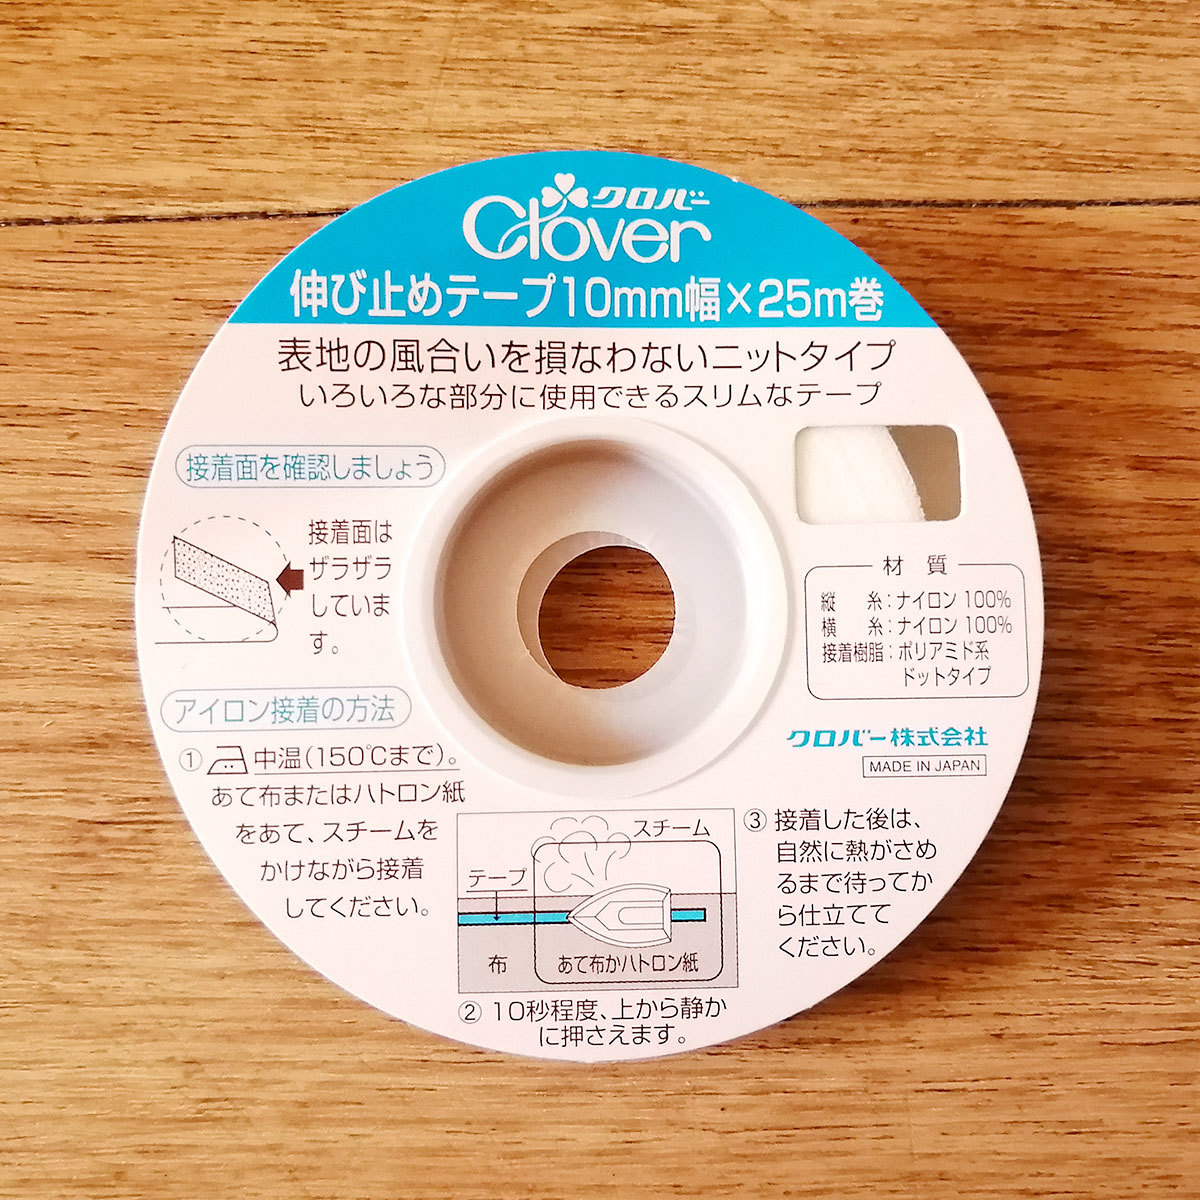 クロバー
Clover
伸び止めテープ10mm幅×25m巻
表地の風合いを損なわないニットタイプ
いろいろな部分に使用できるスリムなテープ
接着面を確認しましょう
接着面は
ザラザラ
していま
す。
材質
縦 糸:ナイロン 100%
横 糸:ナイロン 100%
接着樹脂:ポリアミド系
ドットタイプ
クロバー株式会社
MADE IN JAPAN
アイロン接着の方法
① 中温(150℃まで)。
あて布またはハトロン紙
をあて、スチームを
かけながら接着
してください。
スチーム
テープ
布
あて布かハトロン紙
② 10秒程度、上から静か
に押さえます。
③ 接着した後は、
自然に熱がさめ
るまで待ってか
ら仕立てて
ください。